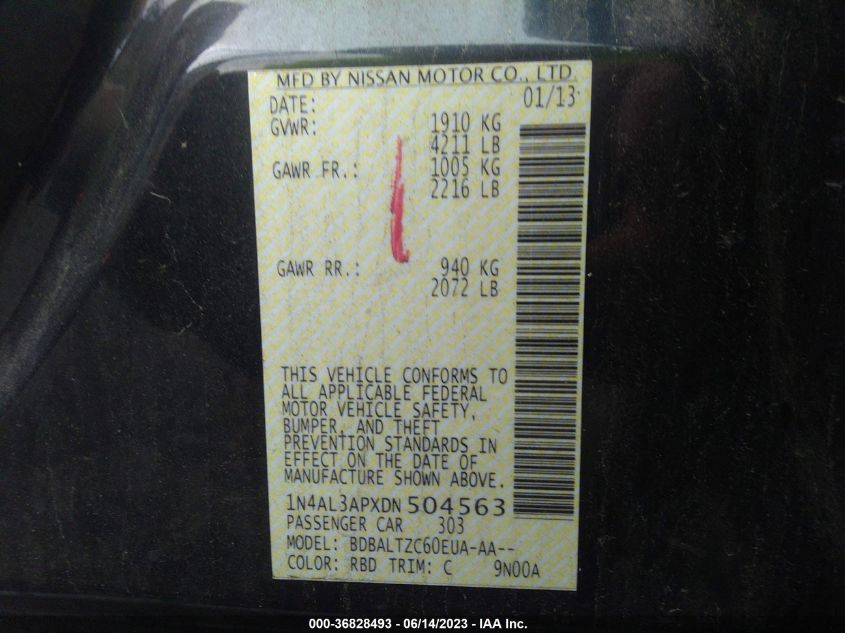 MFD BY NISSAN MOTOR CO., LTD.
DATE: 01/13
GVWR: 1910 KG
4211 LB
GAWR FR.: 1005 KG
2216 LB
GAWR RR.: 940 KG
2072 LB
THIS VEHICLE CONFORMS TO
ALL APPLICABLE FEDERAL
MOTOR VEHICLE SAFETY,
BUMPER, AND THEFT
PREVENTION STANDARDS IN
EFFECT ON THE DATE OF
MANUFACTURE SHOWN ABOVE.
1N4AL3APXDN 504563
PASSENGER CAR 303
MODEL: BDBALTZC60EUA-AA--
COLOR: RBD TRIM: C 9N00A
000-36828493 - 06/14/2023 - IAA Inc.